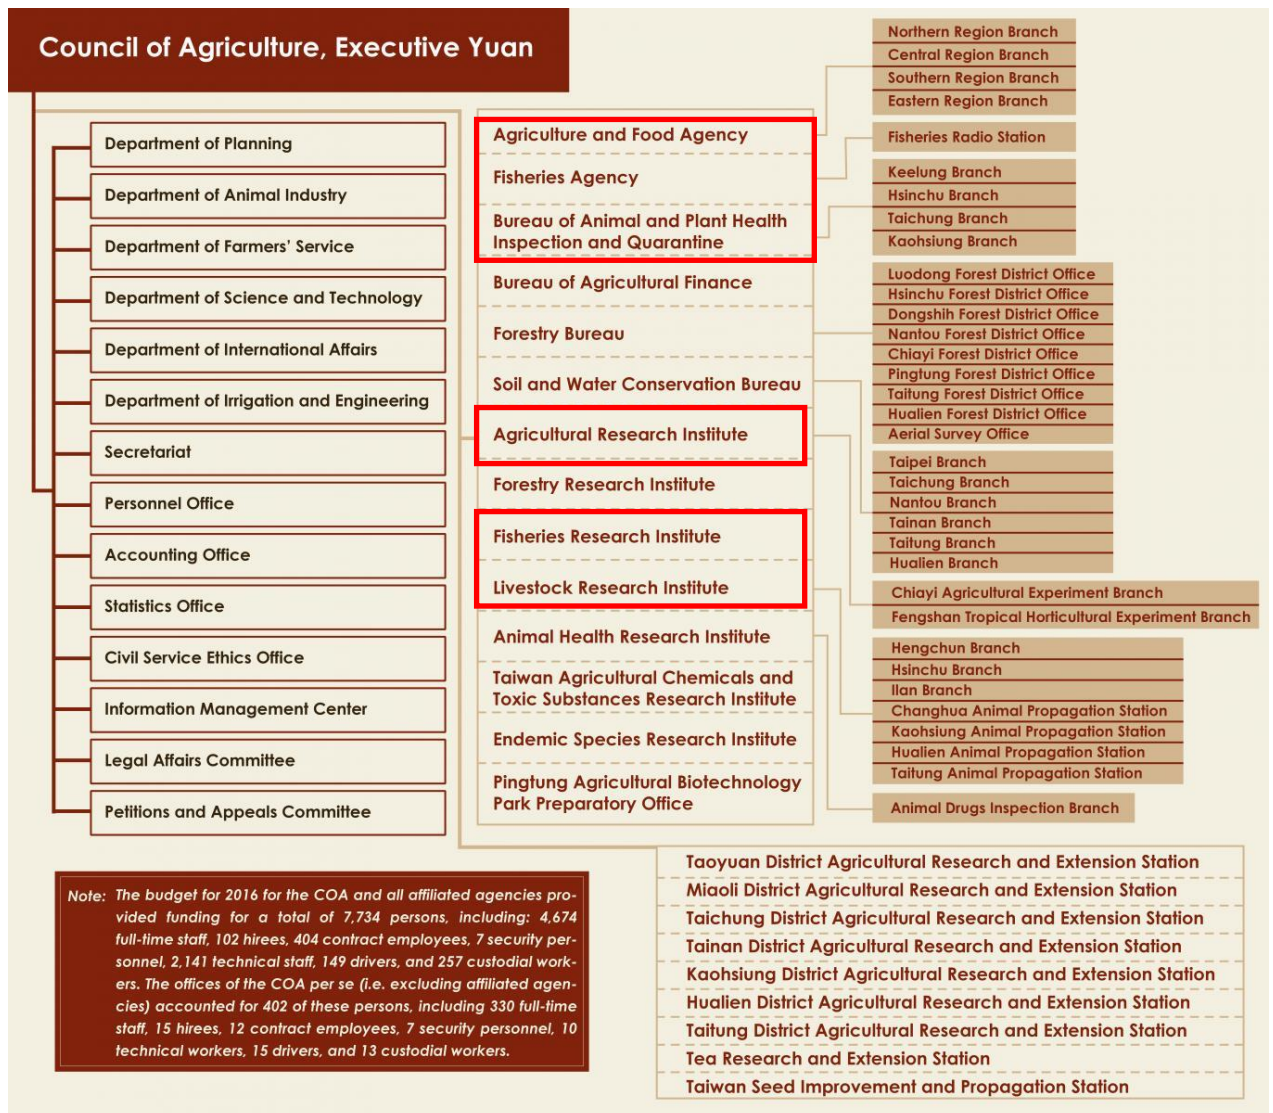 Council of Agriculture, Executive Yuan
Department of Planning
Department of Animal Industry
Department of Farmers' Service
Department of Science and Technology
Department of International Affairs
Department of Irrigation and Engineering
Secretariat
Personnel Office
Accounting Office
Statistics Office
Civil Service Ethics Office
Information Management Center
Legal Affairs Committee
Petitions and Appeals Committee
Agriculture and Food Agency
Fisheries Agency
Bureau of Animal and Plant Health
Inspection and Quarantine
Bureau of Agricultural Finance
Forestry Bureau
Soil and Water Conservation Bureau
Agricultural Research Institute
Forestry Research Institute
Fisheries Research Institute
Livestock Research Institute
Animal Health Research Institute
Taiwan Agricultural Chemicals and
Toxic Substances Research Institute
Endemic Species Research Institute
Pingtung Agricultural Biotechnology
Park Preparatory Office
Northern Region Branch
Central Region Branch
Southern Region Branch
Eastern Region Branch
Fisheries Radio Station
Keelung Branch
Hsinchu Branch
Taichung Branch
Kaohsiung Branch
Luodong Forest District Office
Hsinchu Forest District Office
Dongshih Forest District Office
Nantou Forest District Office
Chiayi Forest District Office
Pingtung Forest District Office
Taitung Forest District Office
Hualien Forest District Office
Aerial Survey Office
Taipei Branch
Taichung Branch
Nantou Branch
Tainan Branch
Taitung Branch
Hualien Branch
Chiayi Agricultural Experiment Branch
Fengshan Tropical Horticultural Experiment Branch
Hengchun Branch
Hsinchu Branch
Ilan Branch
Changhua Animal Propagation Station
Kaohsiung Animal Propagation Station
Hualien Animal Propagation Station
Taitung Animal Propagation Station
Animal Drugs Inspection Branch
Taoyuan District Agricultural Research and Extension Station
Miaoli District Agricultural Research and Extension Station
Taichung District Agricultural Research and Extension Station
Tainan District Agricultural Research and Extension Station
Kaohsiung District Agricultural Research and Extension Station
Hualien District Agricultural Research and Extension Station
Taitung District Agricultural Research and Extension Station
Tea Research and Extension Station
Taiwan Seed Improvement and Propagation Station
Note: The budget for 2016 for the COA and all affiliated agencies pro-
vided funding for a total of 7,734 persons, including: 4,674
full-time staff, 102 hirees, 404 contract employees, 7 security per-
sonnel, 2,141 technical staff, 149 drivers, and 257 custodial work-
ers. The offices of the COA per se (i.e. excluding affiliated agen-
cies) accounted for 402 of these persons, including 330 full-time
staff, 15 hirees, 12 contract employees, 7 security personnel, 10
technical workers, 15 drivers, and 13 custodial workers.